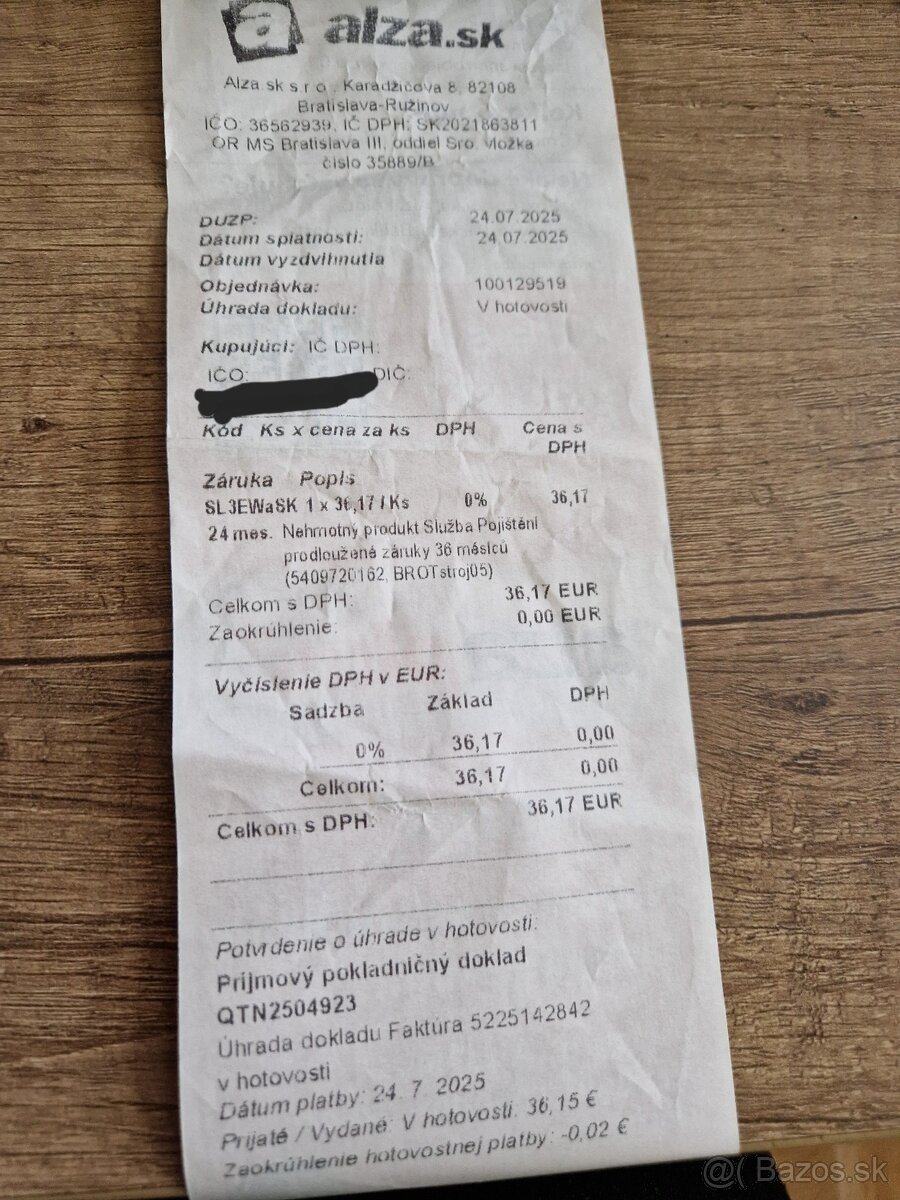 a alza.sk
Alza.sk s.r.o., Karadžičova 8, 82108
Bratislava-Ružinov
IČO: 36562939, IČ DPH: SK2021863811
OR MS Bratislava III, oddiel Sro, vložka
číslo 35889/B
DUZP: 24.07.2025
Dátum splatnosti: 24.07.2025
Dátum vyzdvihnutia
Objednávka: 100129519
Úhrada dokladu: V hotovosti
Kupujúci: IČ DPH:
IČO: DIČ:
Kód Ks x cena za ks DPH Cena s
DPH
Záruka Popis
SL3EWaSK 1 x 36,17 / Ks 0% 36,17
24 mes. Nehmotný produkt Služba Pojištění
prodloužené záruky 36 měsíců
(5409720162, BROTstroj05)
Celkom s DPH: 36,17 EUR
Zaokrúhlenie: 0,00 EUR
Vyčíslenie DPH v EUR:
Sadzba Základ DPH
0% 36,17 0,00
Celkom: 36,17 0,00
Celkom s DPH: 36,17 EUR
Potvrdenie o úhrade v hotovosti:
Príjmový pokladničný doklad
QTN2504923
Úhrada dokladu Faktúra 5225142842
v hotovosti
Dátum platby: 24. 7. 2025
Prijaté / Vydané: V hotovosti. 36,15 €
Zaokrúhlenie hotovostnej platby: -0,02 €
@( Bazos.sk